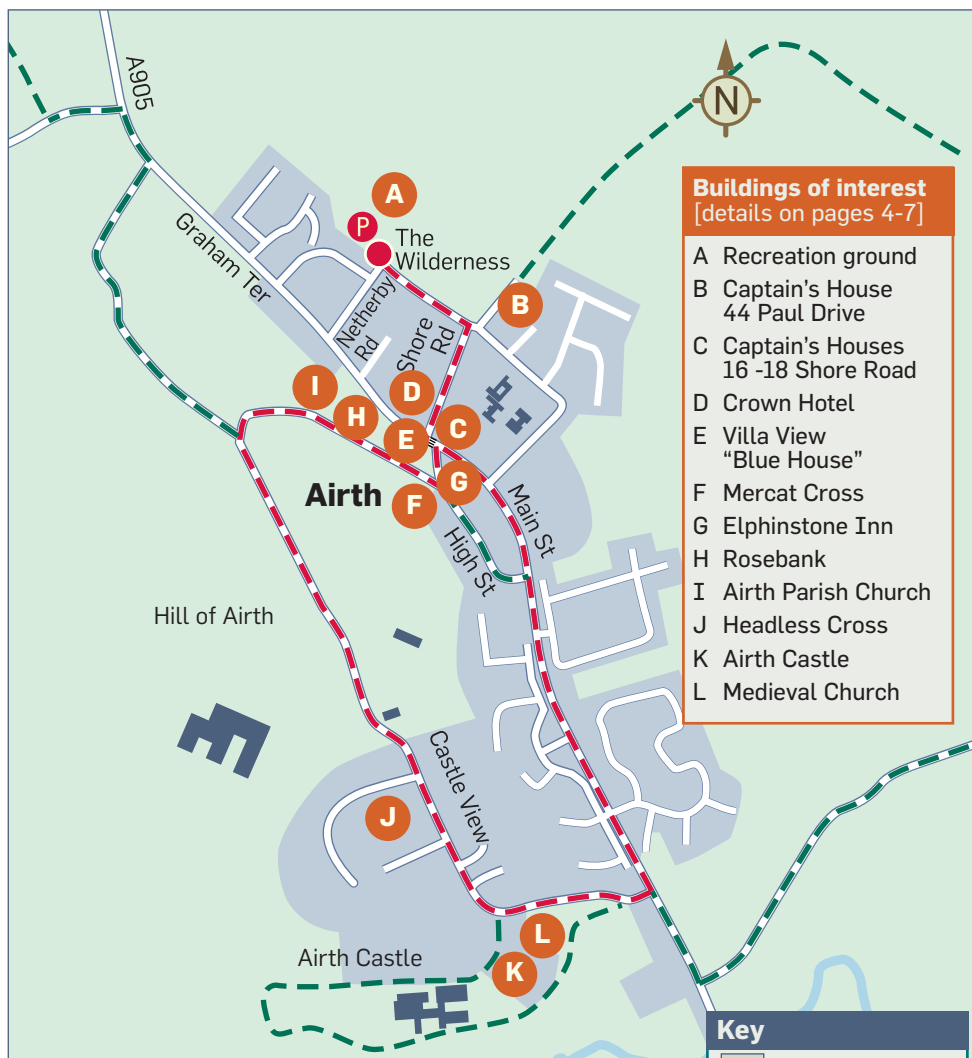 A905
N
Buildings of interest
[details on pages 4-7]
A Recreation ground
B Captain's House
44 Paul Drive
C Captain's Houses
16 -18 Shore Road
D Crown Hotel
E Villa View
"Blue House"
F Mercat Cross
G Elphinstone Inn
H Rosebank
I Airth Parish Church
J Headless Cross
K Airth Castle
L Medieval Church
A
P
The
Wilderness
Graham Ter
Netherby
Rd
Shore
Rd
B
I
H
D
E
C
G
F
Airth
Main St
High St
Hill of Airth
Castle View
J
L
K
Airth Castle
Key